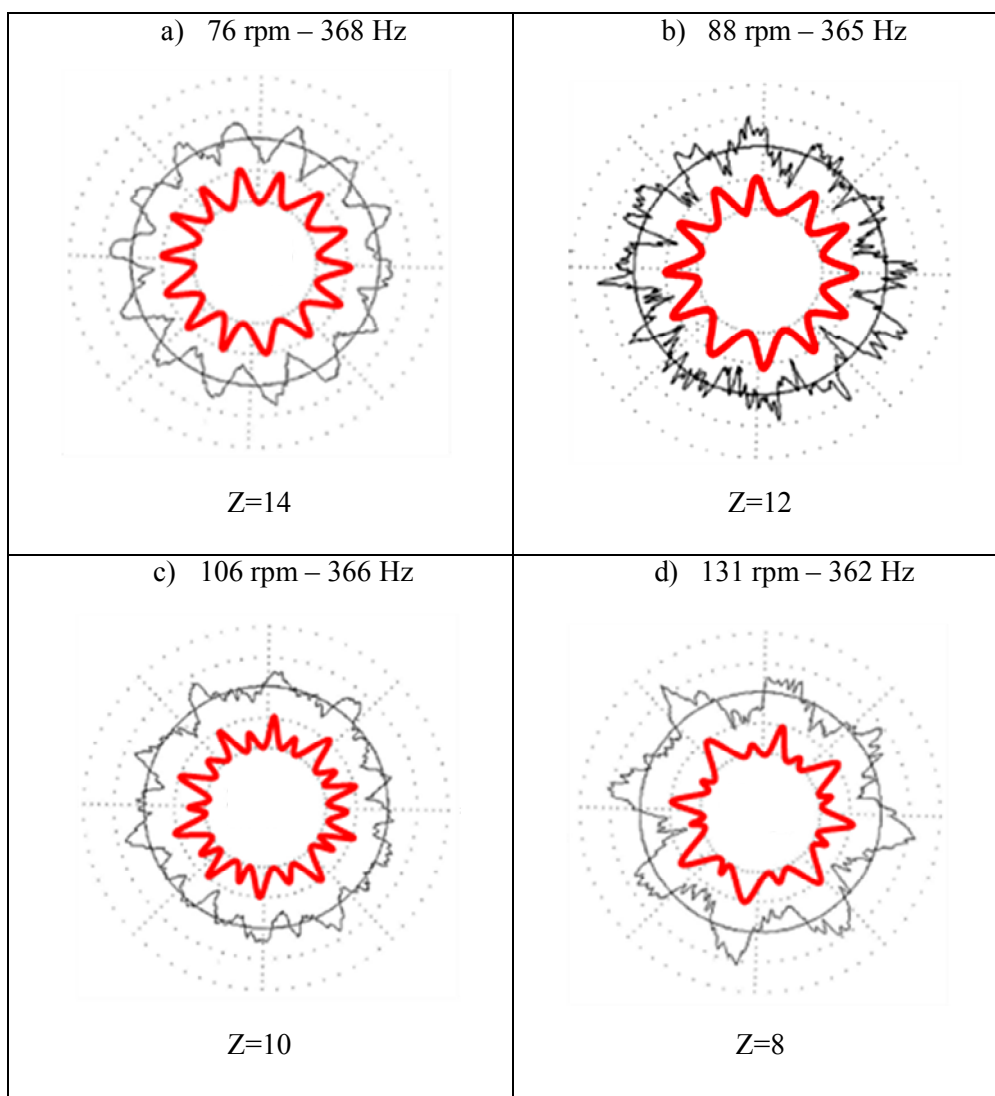 a) 76 rpm – 368 Hz
b) 88 rpm – 365 Hz
Z=14
Z=12
c) 106 rpm – 366 Hz
d) 131 rpm – 362 Hz
Z=10
Z=8